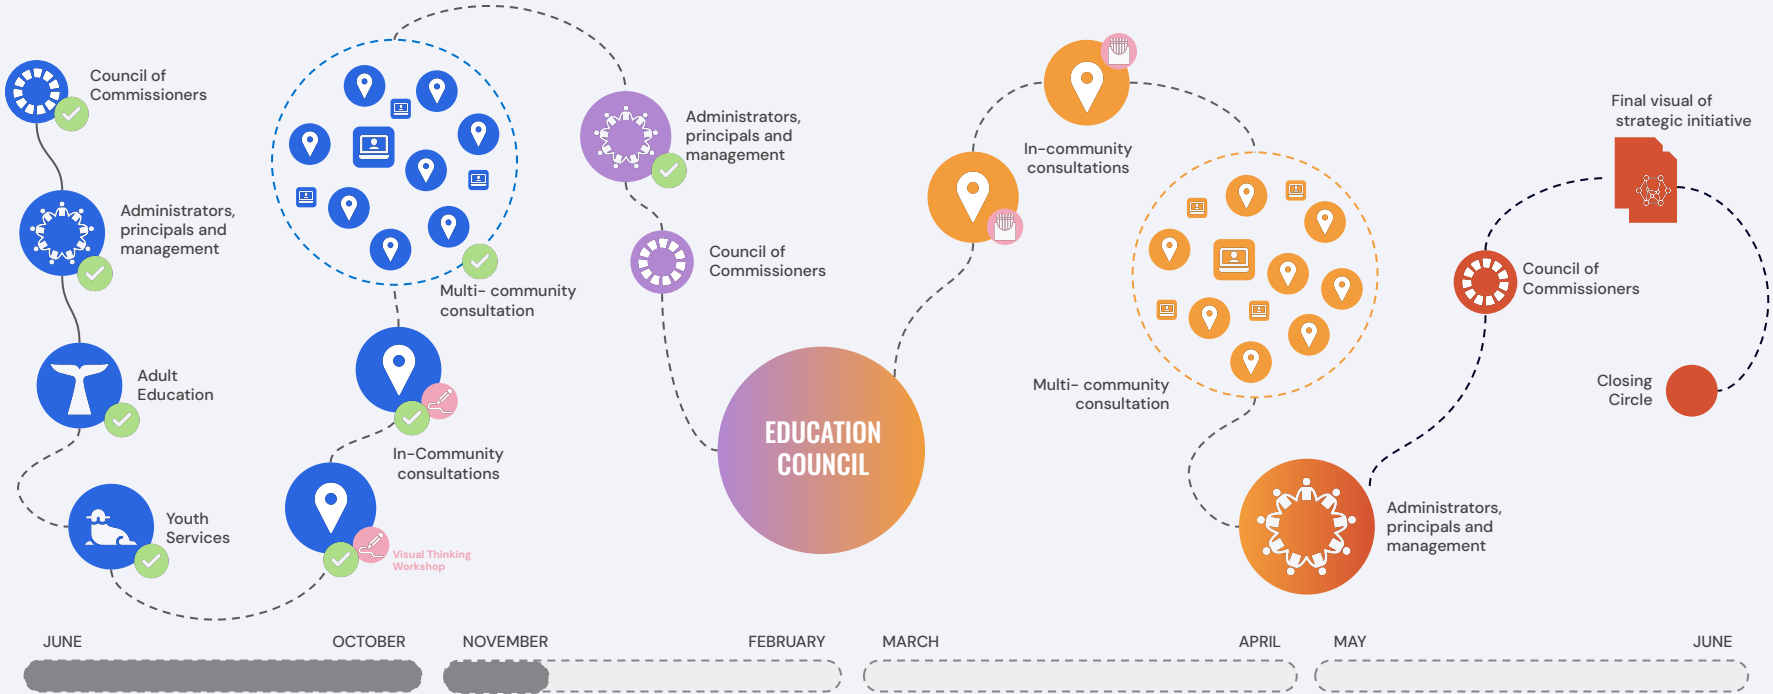 Council of
Commissioners
Administrators,
principals and
management
Adult
Education
Youth
Services
Multi- community
consultation
In-Community
consultations
Visual Thinking
Workshop
Administrators,
principals and
management
Council of
Commissioners
EDUCATION
COUNCIL
In-community
consultations
Multi- community
consultation
Administrators,
principals and
management
Council of
Commissioners
Final visual of
strategic initiative
Closing
Circle
JUNE
OCTOBER
NOVEMBER
FEBRUARY
MARCH
APRIL
MAY
JUNE